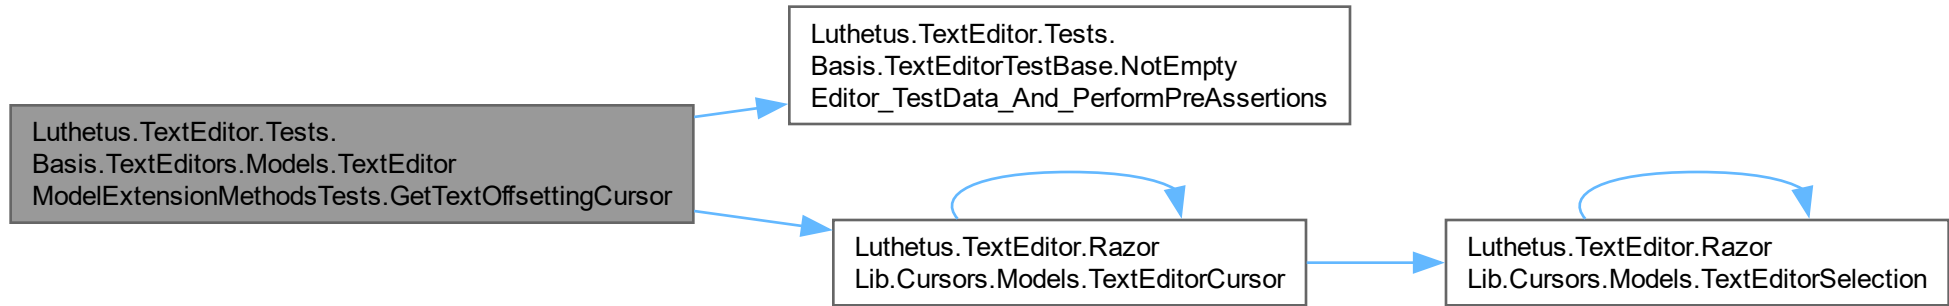 Luthetus.TextEditor.Tests.
Basis.TextEditors.Models.TextEditor
ModelExtensionMethodsTests.GetTextOffsettingCursor
Luthetus.TextEditor.Tests.
Basis.TextEditorTestBase.NotEmpty
Editor_TestData_And_PerformPreAssertions
Luthetus.TextEditor.Razor
Lib.Cursors.Models.TextEditorCursor
Luthetus.TextEditor.Razor
Lib.Cursors.Models.TextEditorSelection